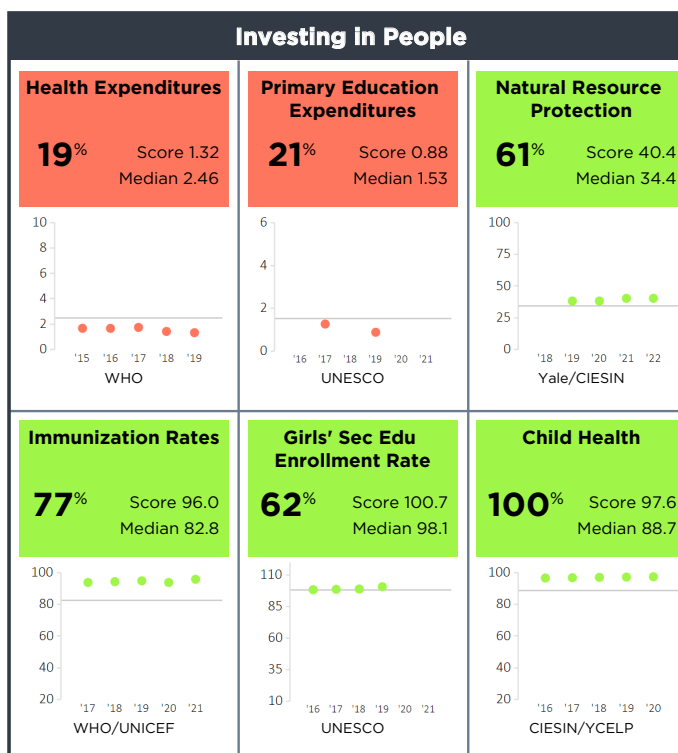 Investing in People
Health Expenditures
19%
Score 1.32
Median 2.46
10
8
6
4
2
0
'15 '16 '17 '18 '19
WHO
Primary Education
Expenditures
21%
Score 0.88
Median 1.53
6
4
2
0
'16 '17 '18 '19 '20 '21
UNESCO
Natural Resource
Protection
61%
Score 40.4
Median 34.4
100
75
50
25
0
'18 '19 '20 '21 '22
Yale/CIESIN
Immunization Rates
77%
Score 96.0
Median 82.8
100
80
60
40
20
'17 '18 '19 '20 '21
WHO/UNICEF
Girls' Sec Edu
Enrollment Rate
62%
Score 100.7
Median 98.1
110
85
60
35
10
'16 '17 '18 '19 '20 '21
UNESCO
Child Health
100%
Score 97.6
Median 88.7
100
80
60
40
20
'16 '17 '18 '19 '20
CIESIN/YCELP